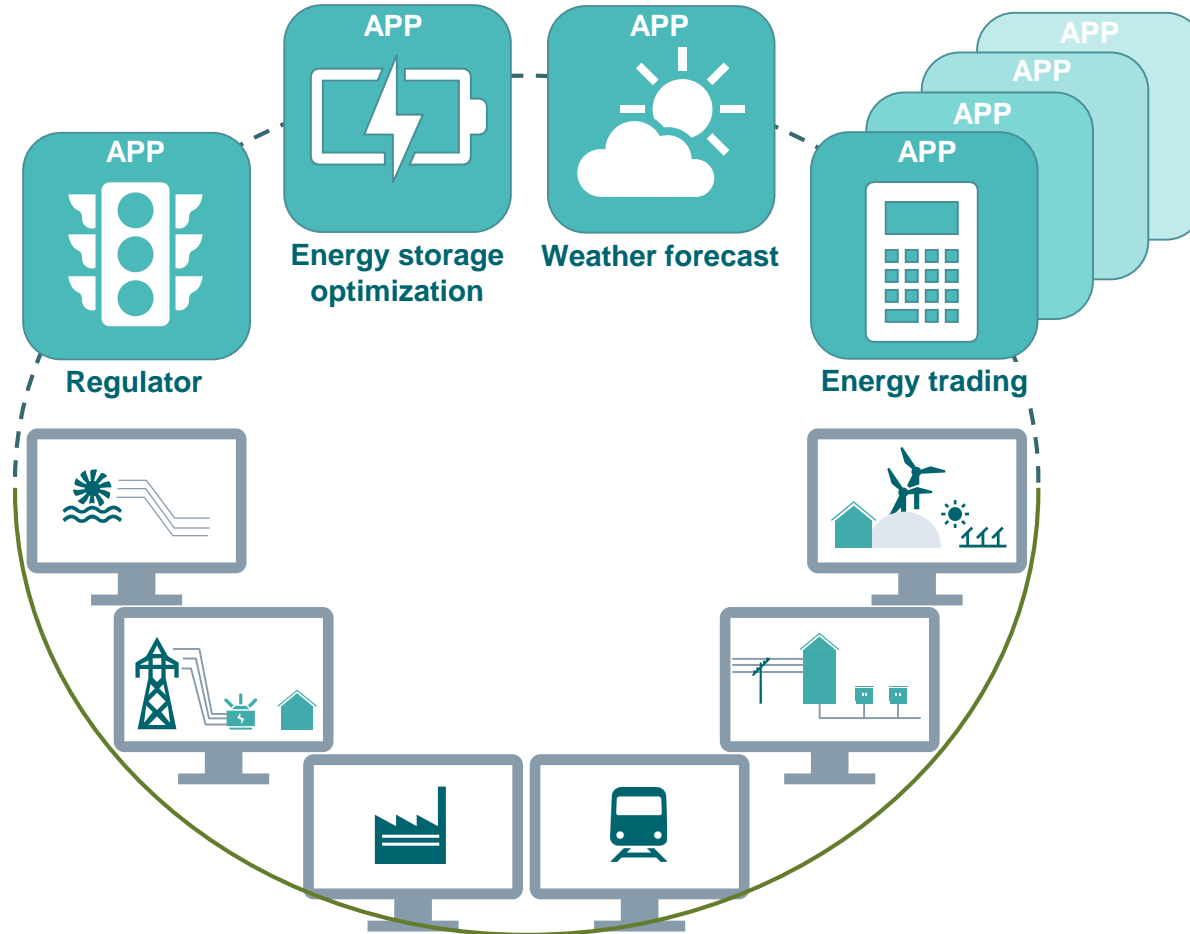 APP
Regulator
APP
Energy storage
optimization
APP
Weather forecast
APP
Energy trading
APP
APP
APP